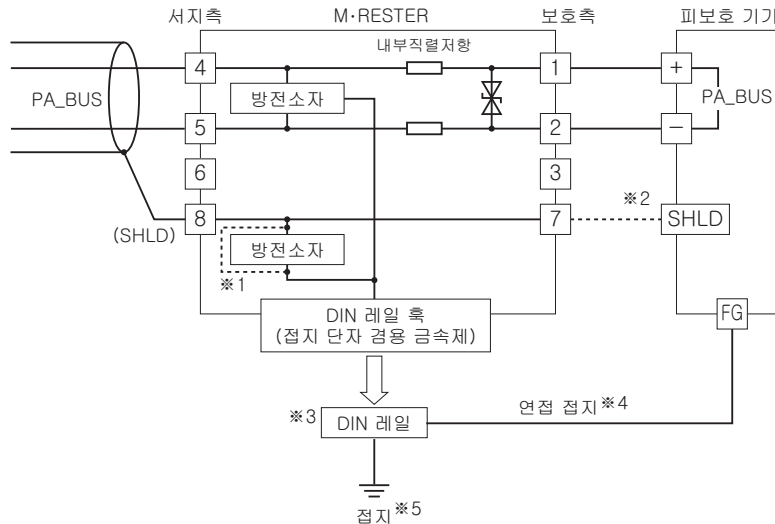 서지측
M·RESTER
보호측
피보호 기기
내부직렬저항
4
1
+
방전소자
PA_BUS
PA_BUS
5
2
−
6
3
※2
8
7
SHLD
(SHLD)
방전소자
※1
DIN 레일 훅
(접지 단자 겸용 금속제)
FG
연접 접지※4
※3
DIN 레일
접지※5